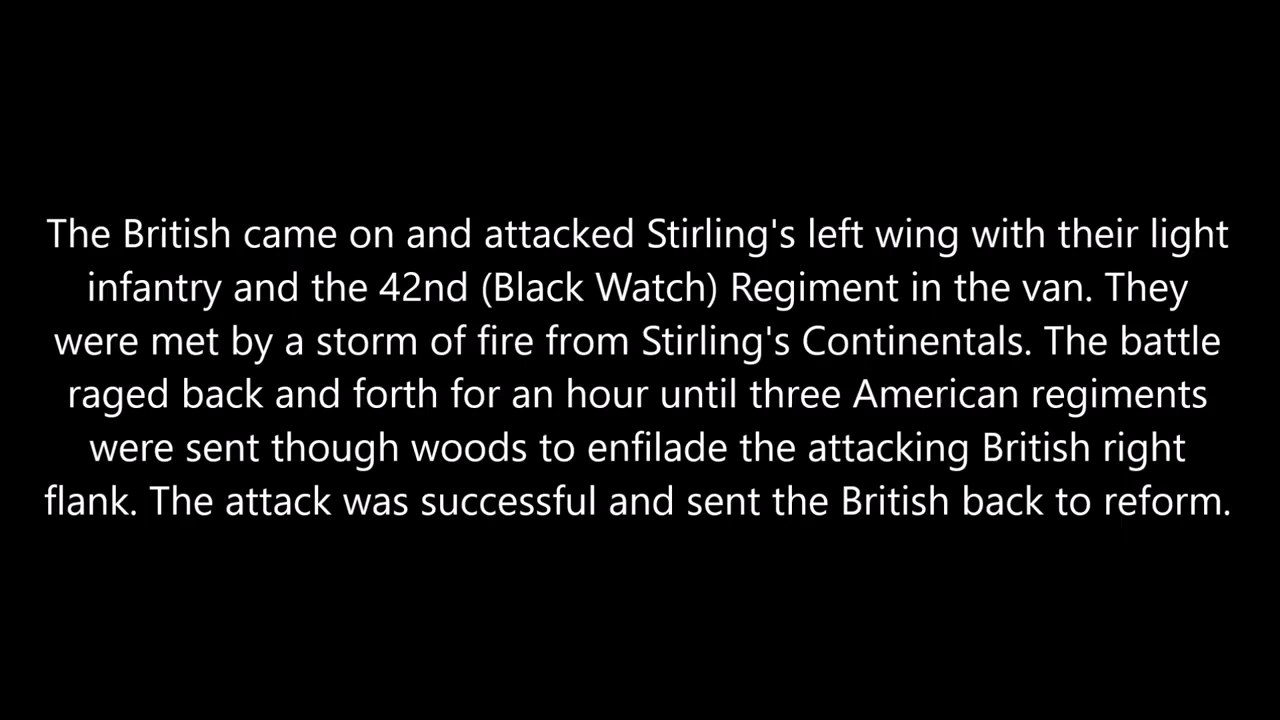 The British came on and attacked Stirling's left wing with their light
infantry and the 42nd (Black Watch) Regiment in the van. They
were met by a storm of fire from Stirling's Continentals. The battle
raged back and forth for an hour until three American regiments
were sent though woods to enfilade the attacking British right
flank. The attack was successful and sent the British back to reform.